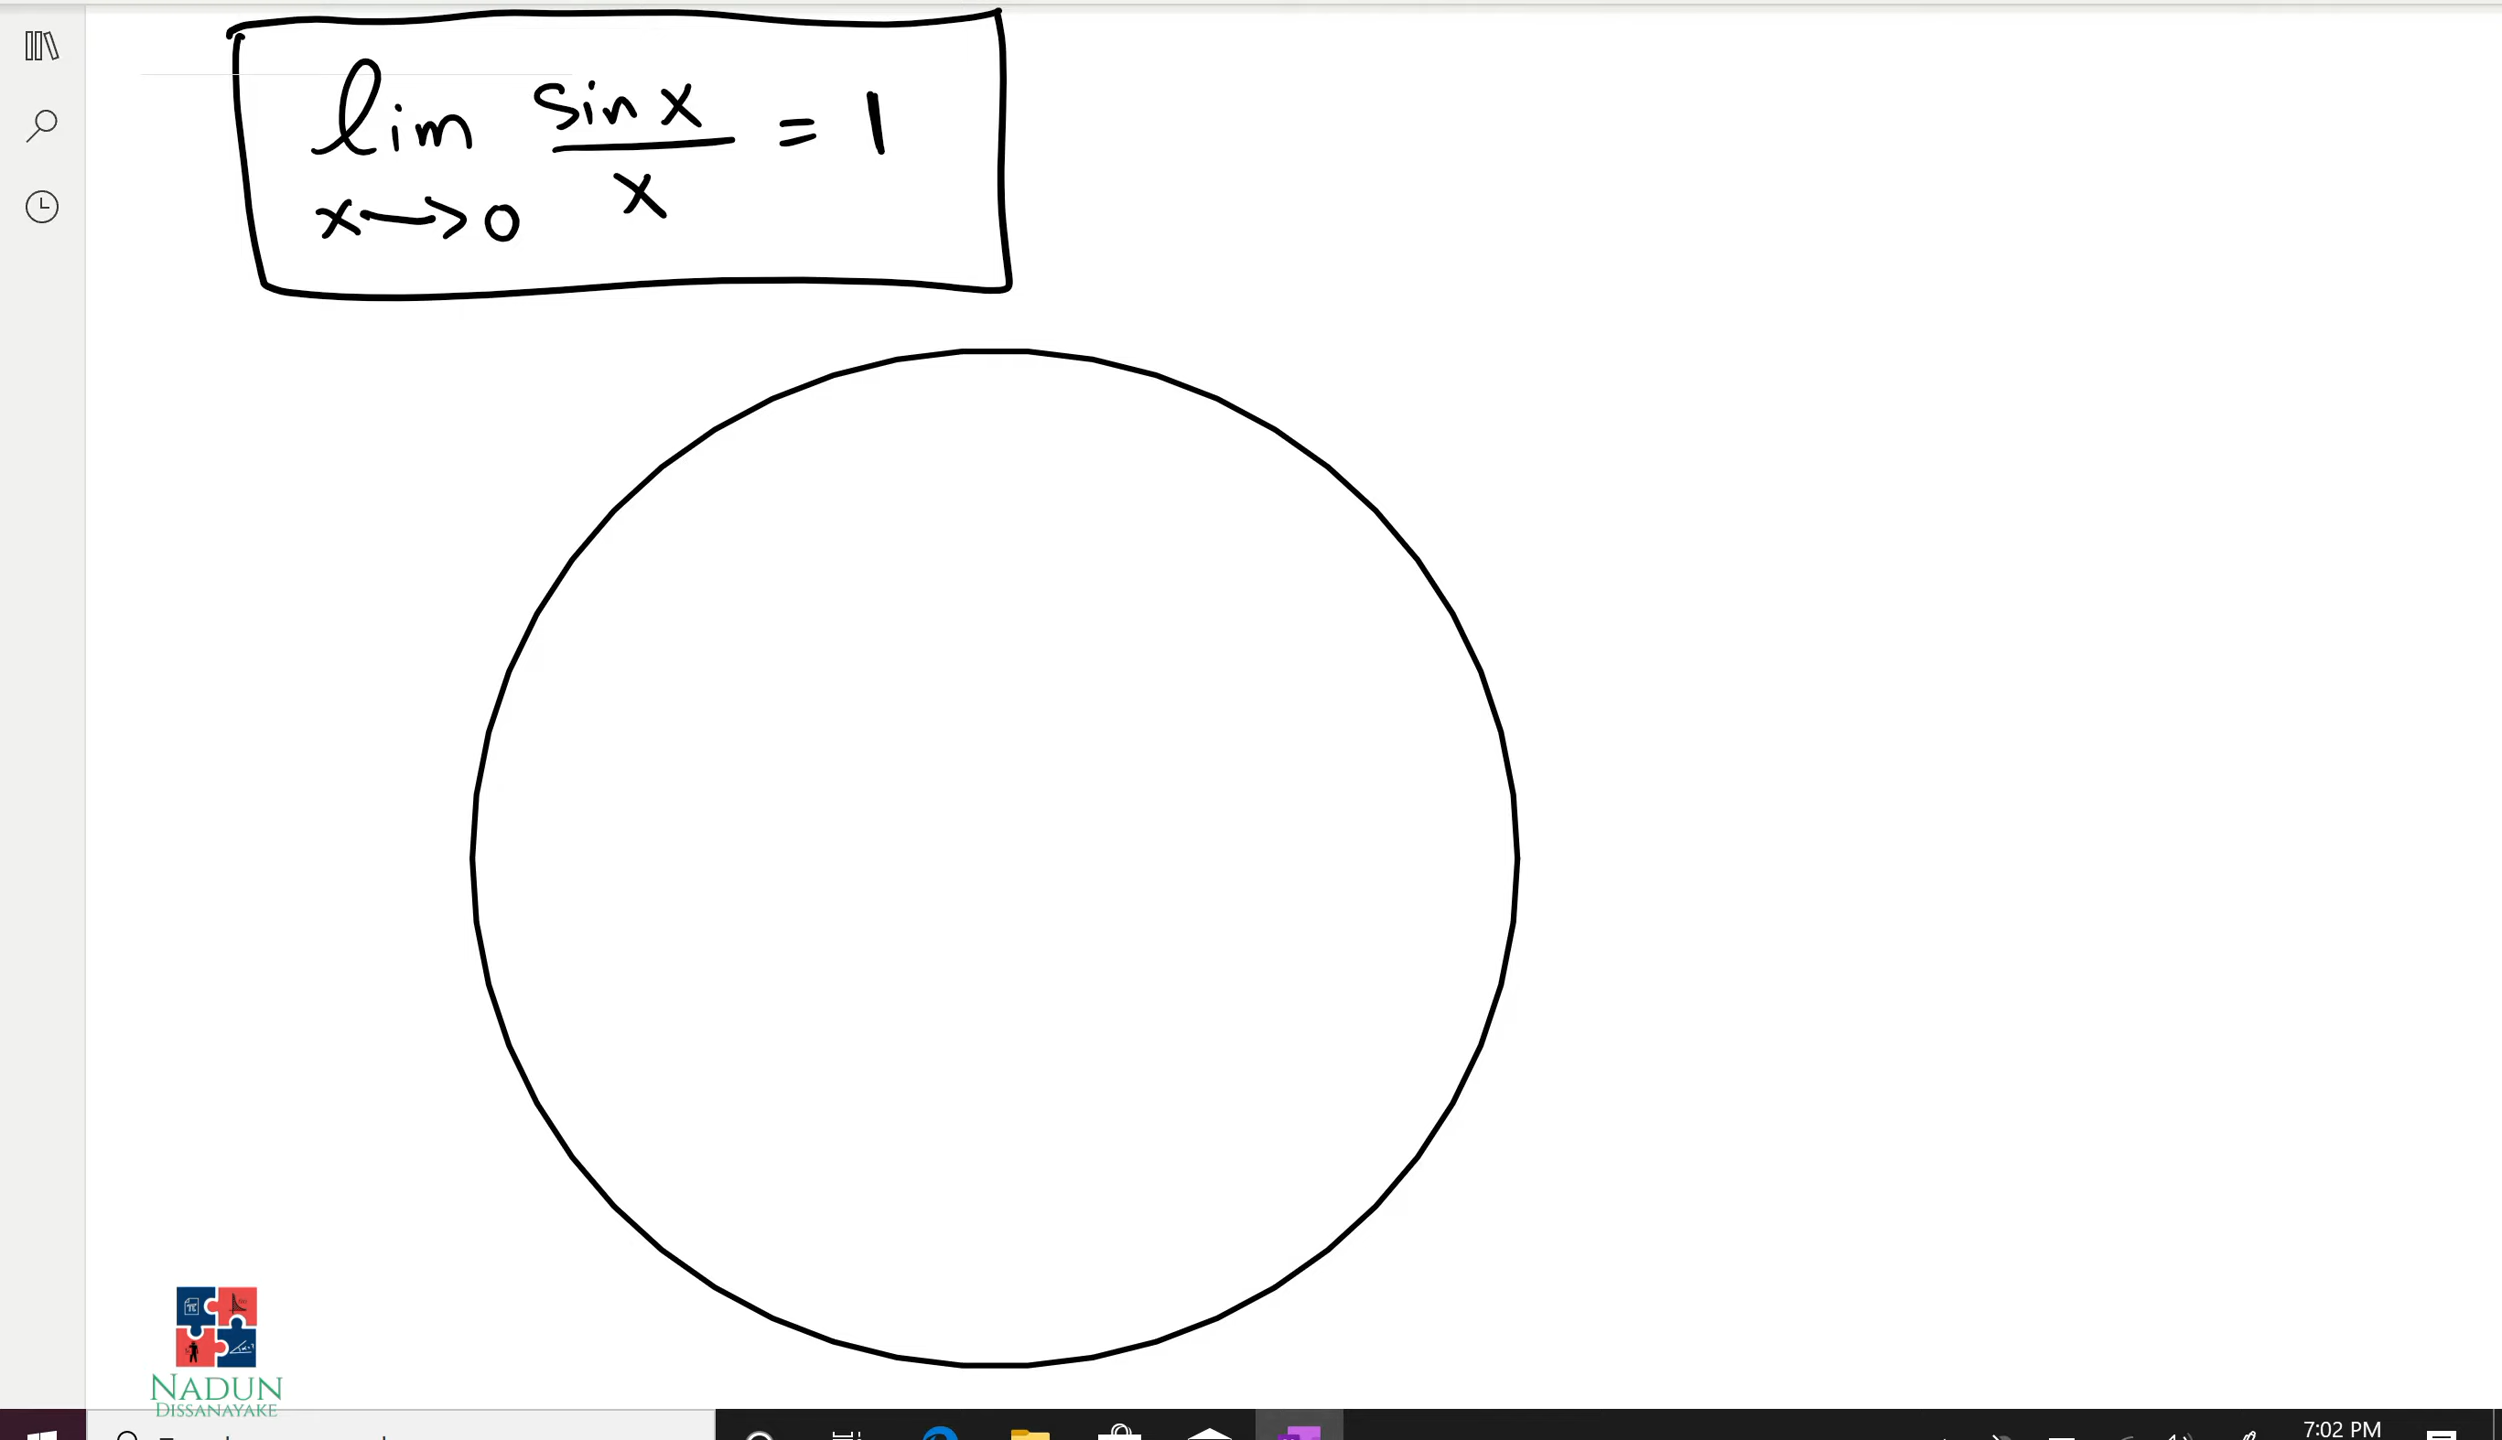 lim sin x / x = 1
x→0
NADUN
DISSANAYAKE
7:02 PM